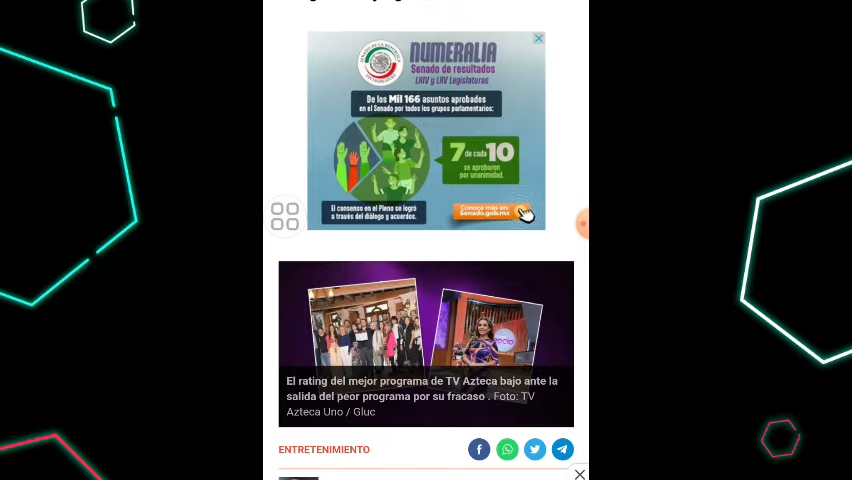 NUMERALIA
Senado de resultados
LXIV y LXV Legislaturas
De los Mil 166 asuntos aprobados
en el Senado por todos los grupos parlamentarios:
7 de cada 10
se aprobaron
por unanimidad.
El consenso en el Pleno se logró
a través del diálogo y acuerdos.
Conoce más en:
Senado.gob.mx
ocio
El rating del mejor programa de TV Azteca bajo ante la
salida del peor programa por su fracaso . Foto: TV
Azteca Uno / Gluc
ENTRETENIMIENTO